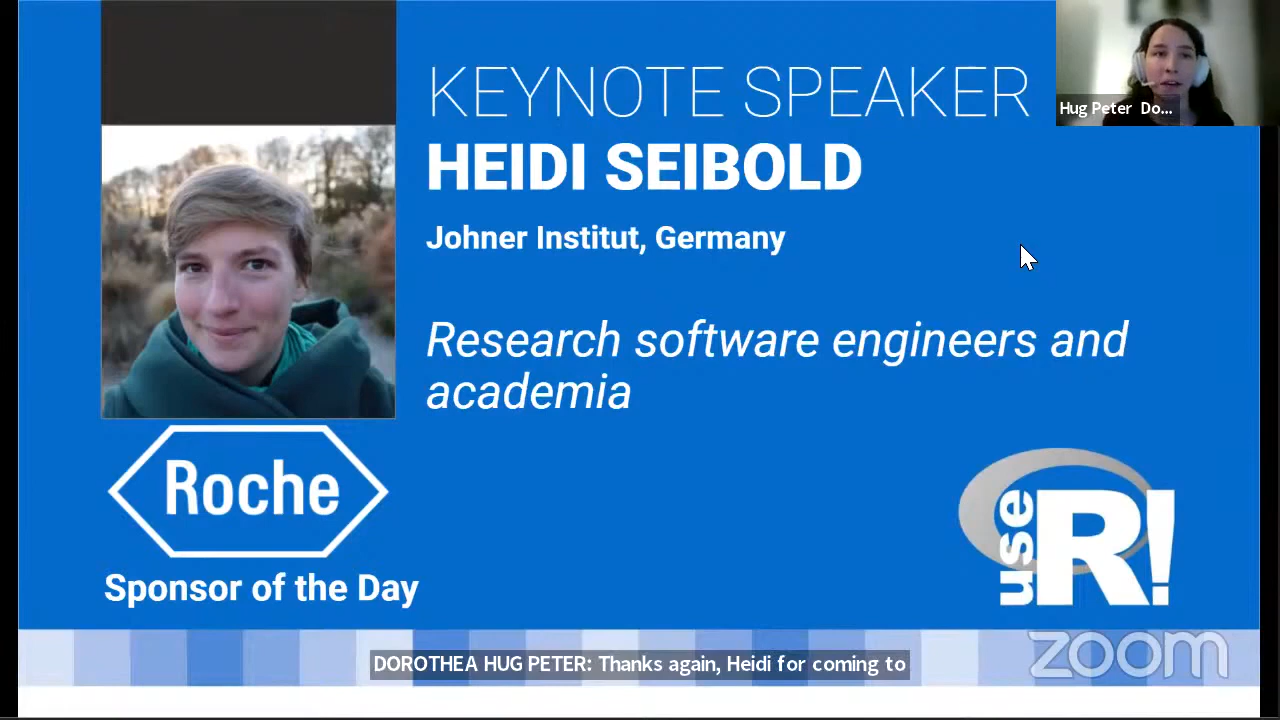 KEYNOTE SPEAKER
Hug Peter Do...
HEIDI SEIBOLD
Johner Institut, Germany
Research software engineers and
academia
Roche
use R!
Sponsor of the Day
zoom
DOROTHEA HUG PETER: Thanks again, Heidi for coming to